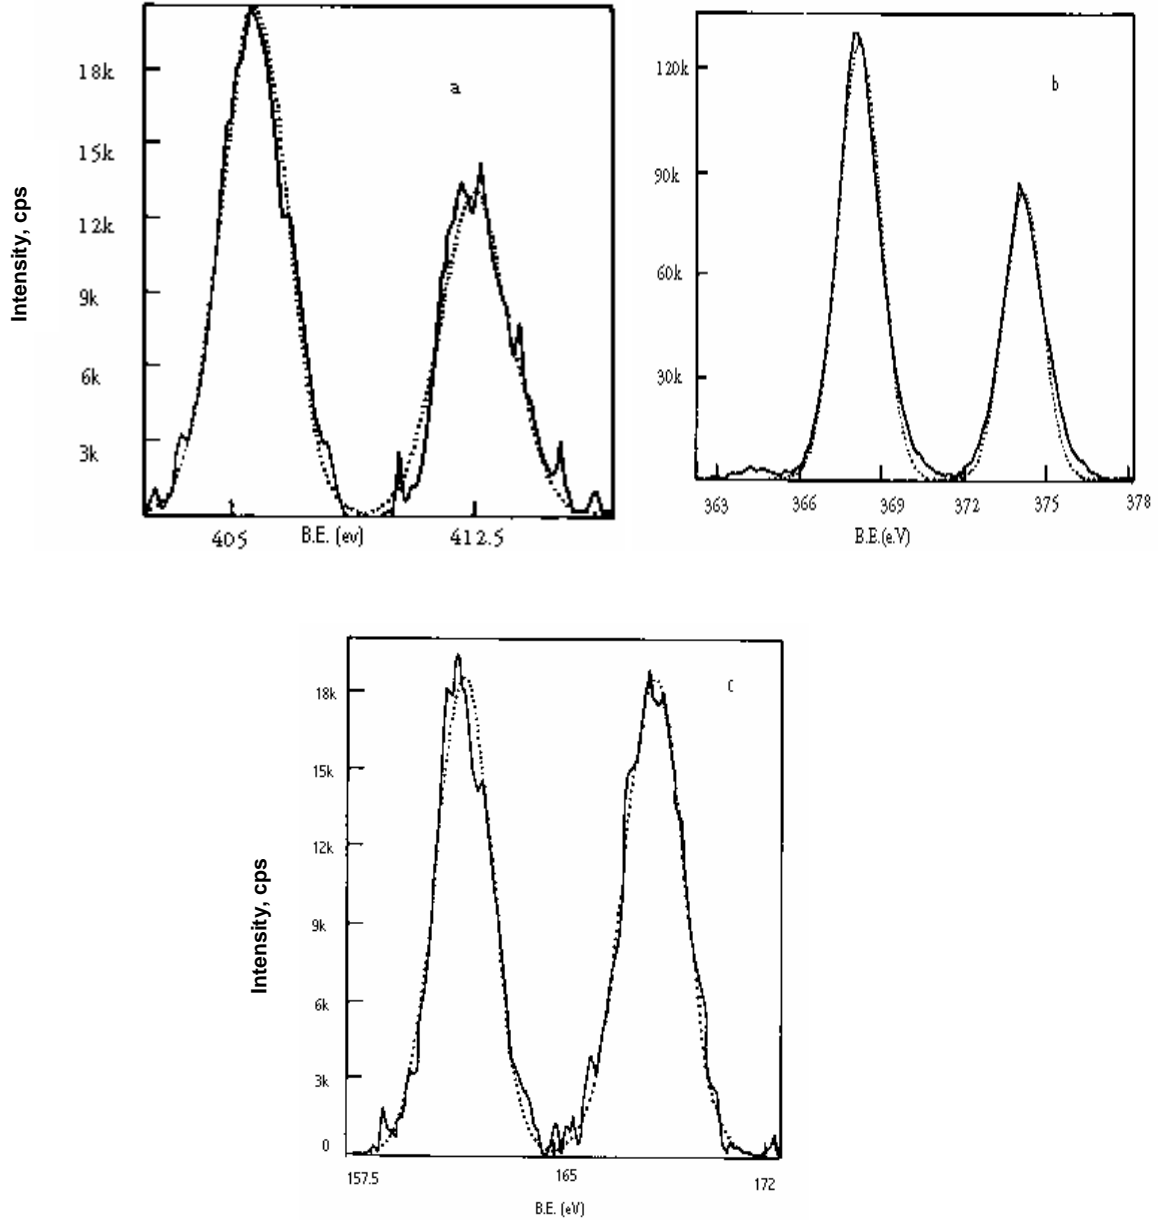 18k
15k
12k
9k
6k
3k
Intensity, cps
a
405
B.E. (ev)
412.5
120k
90k
60k
30k
b
363
366
369
372
375
378
B.E.(e.V)
18k
15k
12k
9k
6k
3k
0
Intensity, cps
c
157.5
165
172
B.E. (eV)